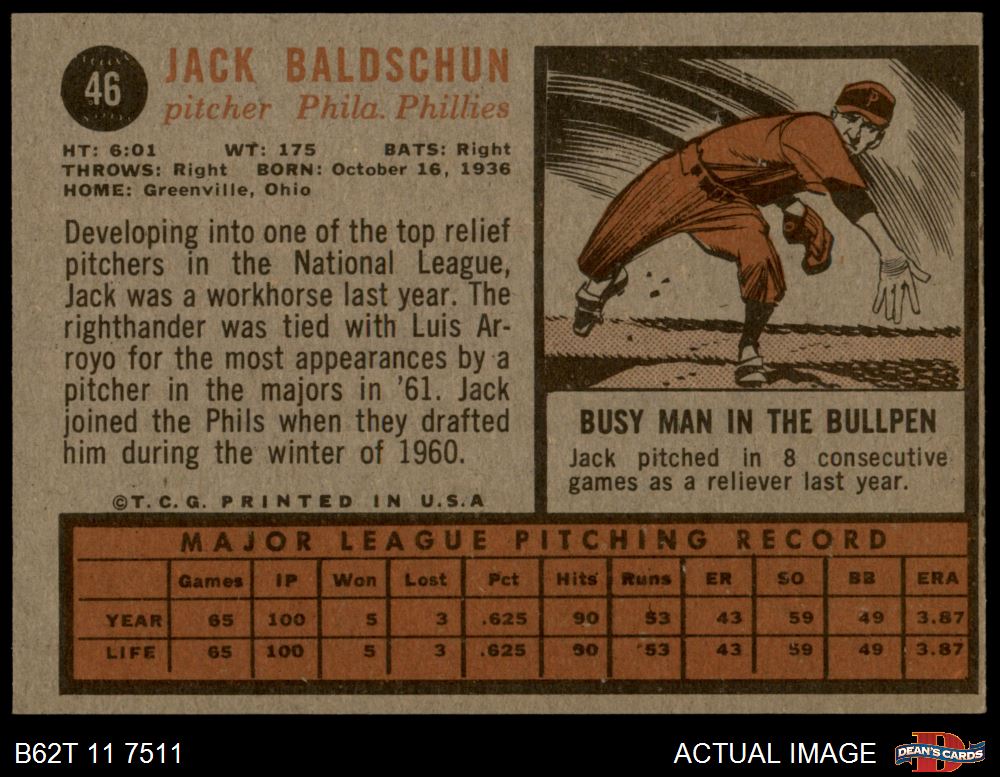 46
JACK BALDSCHUN
pitcher Phila. Phillies
HT: 6:01 WT: 175 BATS: Right
THROWS: Right BORN: October 16, 1936
HOME: Greenville, Ohio
Developing into one of the top relief
pitchers in the National League,
Jack was a workhorse last year. The
righthander was tied with Luis Ar-
royo for the most appearances by a
pitcher in the majors in '61. Jack
joined the Phils when they drafted
him during the winter of 1960.
©T.C.G. PRINTED IN U.S.A
P
BUSY MAN IN THE BULLPEN
Jack pitched in 8 consecutive
games as a reliever last year.
MAJOR LEAGUE PITCHING RECORD
Games IP Won Lost Pct Hits Runs ER SO BB ERA
YEAR 65 100 5 3 .625 90 53 43 59 49 3.87
LIFE 65 100 5 3 .625 90 53 43 59 49 3.87
B62T 11 7511
ACTUAL IMAGE
D
DEAN'S CARDS